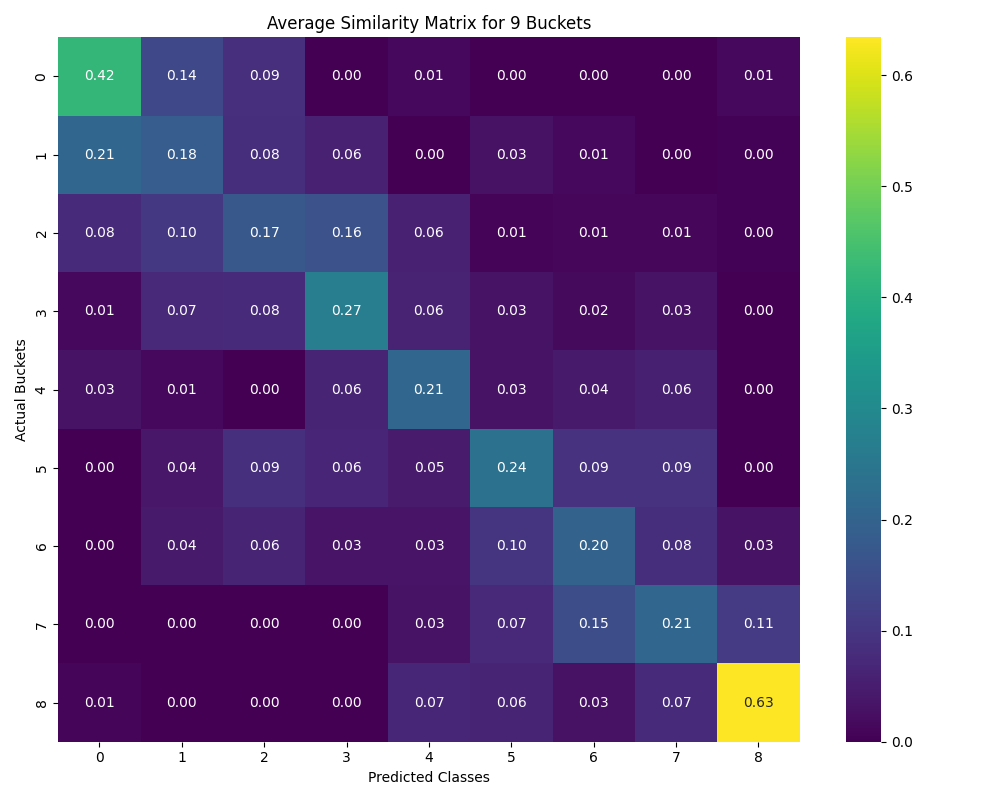 Average Similarity Matrix for 9 Buckets
0 0.42 0.14 0.09 0.00 0.01 0.00 0.00 0.00 0.01
1 0.21 0.18 0.08 0.06 0.00 0.03 0.01 0.00 0.00
2 0.08 0.10 0.17 0.16 0.06 0.01 0.01 0.01 0.00
3 0.01 0.07 0.08 0.27 0.06 0.03 0.02 0.03 0.00
4 0.03 0.01 0.00 0.06 0.21 0.03 0.04 0.06 0.00
5 0.00 0.04 0.09 0.06 0.05 0.24 0.09 0.09 0.00
6 0.00 0.04 0.06 0.03 0.03 0.10 0.20 0.08 0.03
7 0.00 0.00 0.00 0.00 0.03 0.07 0.15 0.21 0.11
8 0.01 0.00 0.00 0.00 0.07 0.06 0.03 0.07 0.63
0 1 2 3 4 5 6 7 8
Predicted Classes
Actual Buckets
0.6
0.5
0.4
0.3
0.2
0.1
0.0